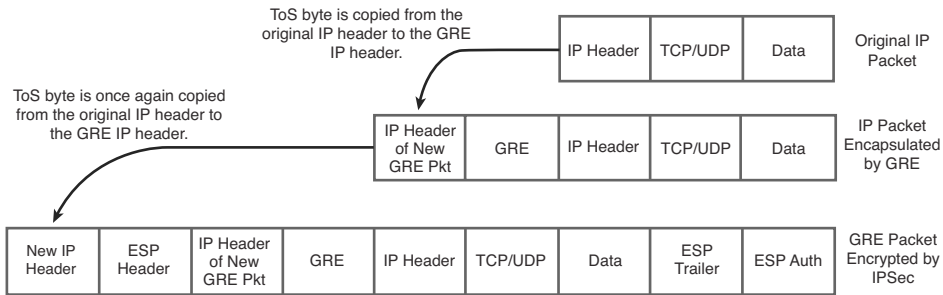 ToS byte is copied from the
original IP header to the GRE
IP header.
IP Header
TCP/UDP
Data
Original IP
Packet
ToS byte is once again copied
from the original IP header to
the GRE IP header.
IP Header
of New
GRE Pkt
GRE
IP Header
TCP/UDP
Data
IP Packet
Encapsulated
by GRE
New IP
Header
ESP
Header
IP Header
of New
GRE Pkt
GRE
IP Header
TCP/UDP
Data
ESP
Trailer
ESP Auth
GRE Packet
Encrypted by
IPSec